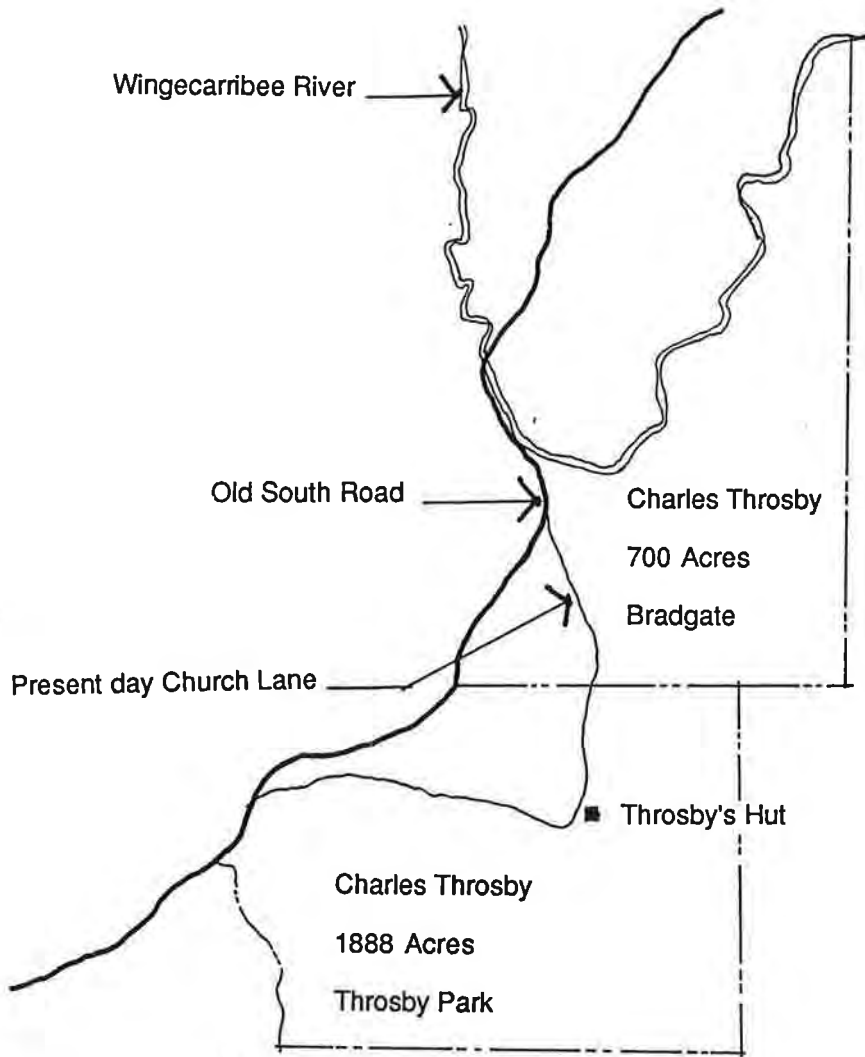 Wingecarribee River
Old South Road
Charles Throsby
700 Acres
Bradgate
Present day Church Lane
Throsby's Hut
Charles Throsby
1888 Acres
Throsby Park